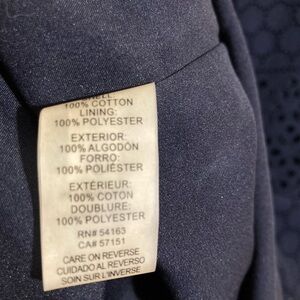 100% COTTON
LINING:
100% POLYESTER
EXTERIOR:
100% ALGODÓN
FORRO:
100% POLIÉSTER
EXTÉRIEUR:
100% COTON
DOUBLURE:
100% POLYESTER
RN# 54163
CA# 57151
CARE ON REVERSE
CUIDADO AL REVERSO
SOIN SUR L'INVERSE